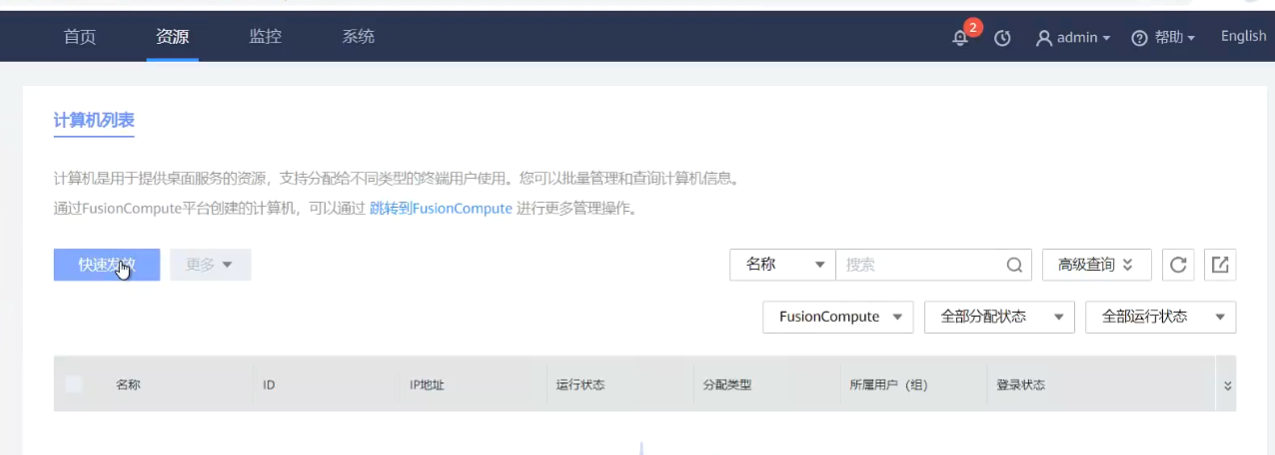 首页 资源 监控 系统 2 admin 帮助 English
计算机列表
计算机是用于提供桌面服务的资源，支持分配给不同类型的终端用户使用。您可以批量管理和查询计算机信息。
通过FusionCompute平台创建的计算机，可以通过 跳转到FusionCompute 进行更多管理操作。
快速发放 更多 名称 搜索 高级查询
FusionCompute 全部分配状态 全部运行状态
名称 ID IP地址 运行状态 分配类型 所属用户（组） 登录状态